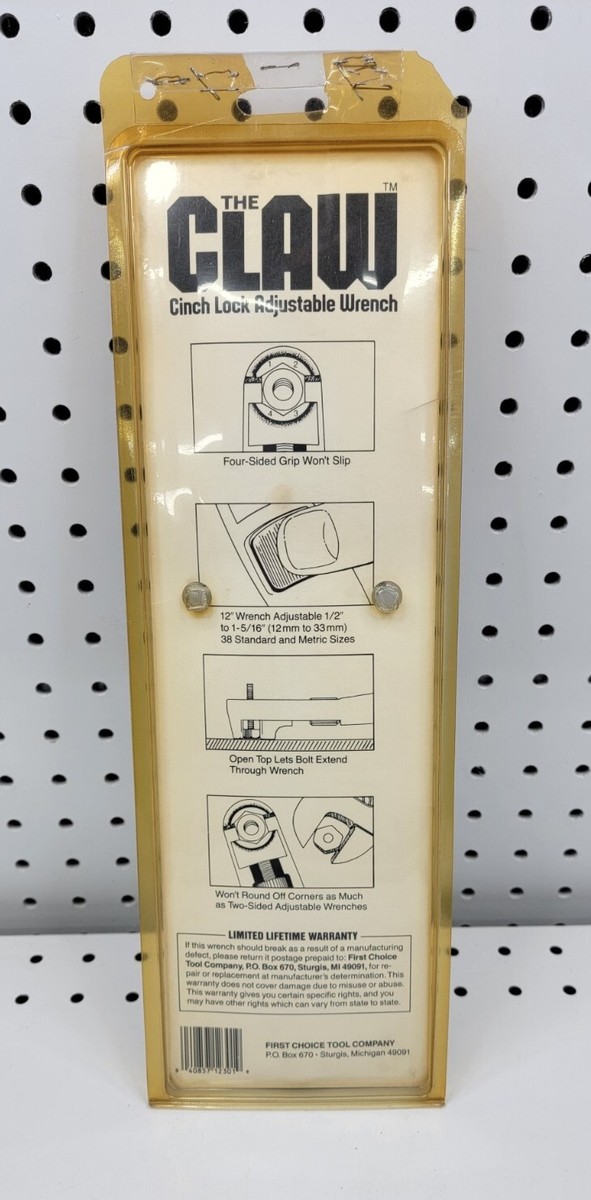 THE
CLAW™
Cinch Lock Adjustable Wrench
1 2
4 3
Four-Sided Grip Won't Slip
12" Wrench Adjustable 1/2"
to 1-5/16" (12mm to 33mm)
38 Standard and Metric Sizes
Open Top Lets Bolt Extend
Through Wrench
Won't Round Off Corners as Much
as Two-Sided Adjustable Wrenches
LIMITED LIFETIME WARRANTY
If this wrench should break as a result of a manufacturing
defect, please return it postage prepaid to: First Choice
Tool Company, P.O. Box 670, Sturgis, MI 49091, for re-
pair or replacement at manufacturer's determination. This
warranty does not cover damage due to misuse or abuse.
This warranty gives you certain specific rights, and you
may have other rights which can vary from state to state.
FIRST CHOICE TOOL COMPANY
P.O. Box 670 • Sturgis, Michigan 49091